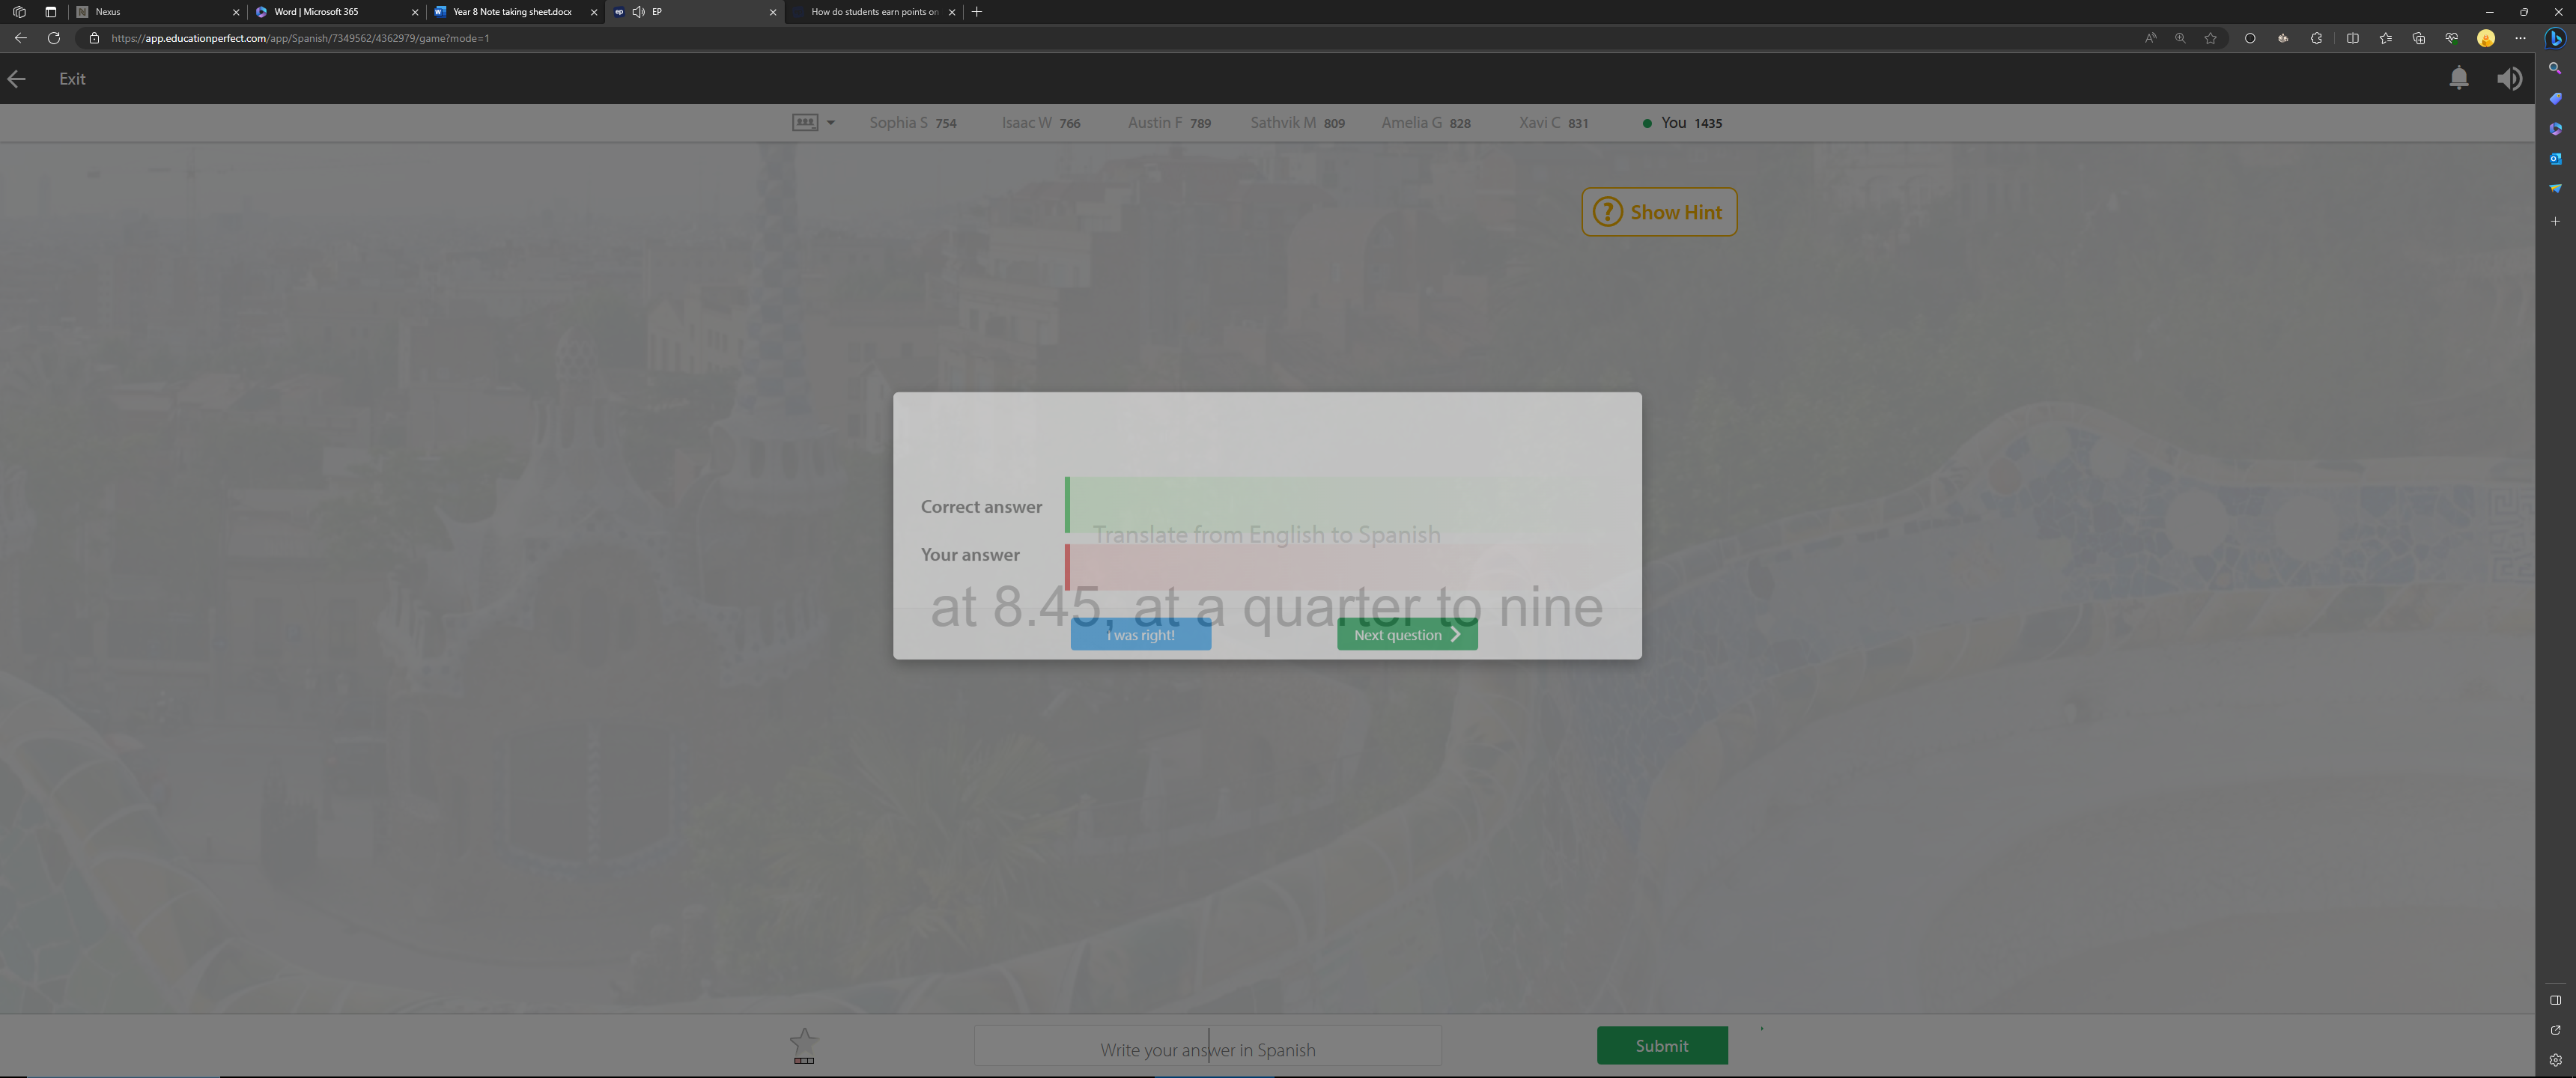 Nexus
Word | Microsoft 365
Year 8 Note taking sheet.docx
EP
How do students earn points on
https://app.educationperfect.com/app/Spanish/7349562/4362979/game?mode=1
Exit
Sophia S 754
Isaac W 766
Austin F 789
Sathvik M 809
Amelia G 828
Xavi C 831
You 1435
Show Hint
Correct answer
Translate from English to Spanish
Your answer
at 8.45, at a quarter to nine
I was right!
Next question
Write your answer in Spanish
Submit